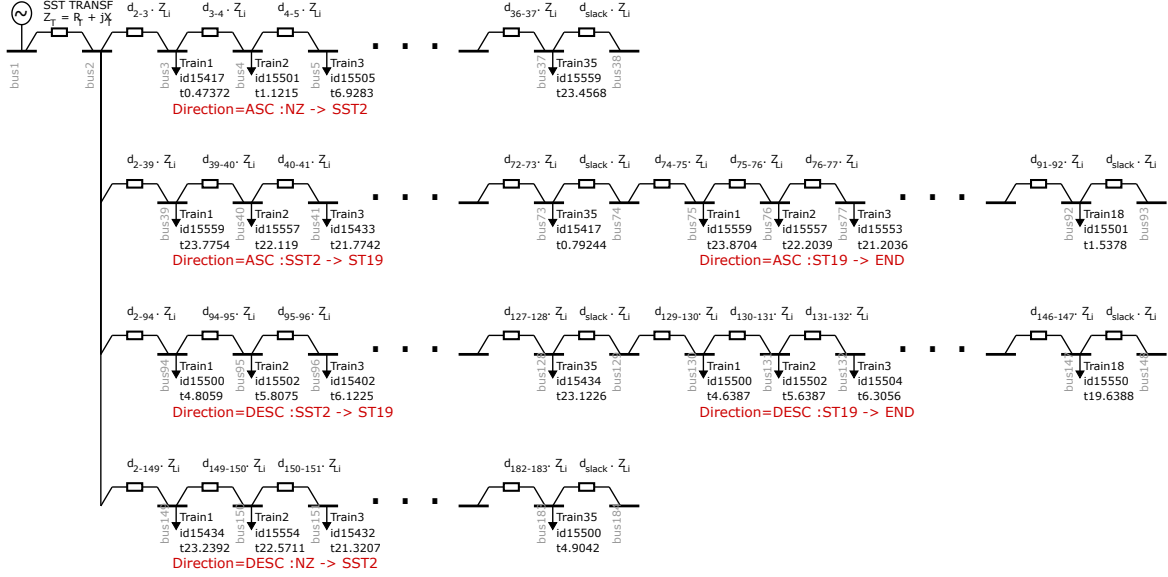 SST TRANSF
Z_T = R_T + jX_T
d_2-3 · Z_Li d_3-4 · Z_Li d_4-5 · Z_Li d_36-37 · Z_Li d_slack · Z_Li
bus1 bus2 bus3 bus4 bus5 bus37 bus38
Train1 Train2 Train3 Train35
id15417 id15501 id15505 id15559
t0.47372 t1.1215 t6.9283 t23.4568
Direction=ASC :NZ -> SST2
d_2-39 · Z_Li d_39-40 · Z_Li d_40-41 · Z_Li d_72-73 · Z_Li d_slack · Z_Li d_74-75 · Z_Li d_75-76 · Z_Li d_76-77 · Z_Li d_91-92 · Z_Li d_slack · Z_Li
bus39 bus40 bus41 bus73 bus74 bus75 bus76 bus77 bus92 bus93
Train1 Train2 Train3 Train35 Train1 Train2 Train3 Train18
id15559 id15557 id15433 id15417 id15559 id15557 id15553 id15501
t23.7754 t22.119 t21.7742 t0.79244 t23.8704 t22.2039 t21.2036 t1.5378
Direction=ASC :SST2 -> ST19 Direction=ASC :ST19 -> END
d_2-94 · Z_Li d_94-95 · Z_Li d_95-96 · Z_Li d_127-128 · Z_Li d_slack · Z_Li d_129-130 · Z_Li d_130-131 · Z_Li d_131-132 · Z_Li d_146-147 · Z_Li d_slack · Z_Li
bus94 bus95 bus96 bus128 bus129 bus130 bus131 bus132 bus147 bus148
Train1 Train2 Train3 Train35 Train1 Train2 Train3 Train18
id15500 id15502 id15402 id15434 id15500 id15502 id15504 id15550
t4.8059 t5.8075 t6.1225 t23.1226 t4.6387 t5.6387 t6.3056 t19.6388
Direction=DESC :SST2 -> ST19 Direction=DESC :ST19 -> END
d_2-149 · Z_Li d_149-150 · Z_Li d_150-151 · Z_Li d_182-183 · Z_Li d_slack · Z_Li
bus149 bus150 bus151 bus183 bus184
Train1 Train2 Train3 Train35
id15434 id15554 id15432 id15500
t23.2392 t22.5711 t21.3207 t4.9042
Direction=DESC :NZ -> SST2